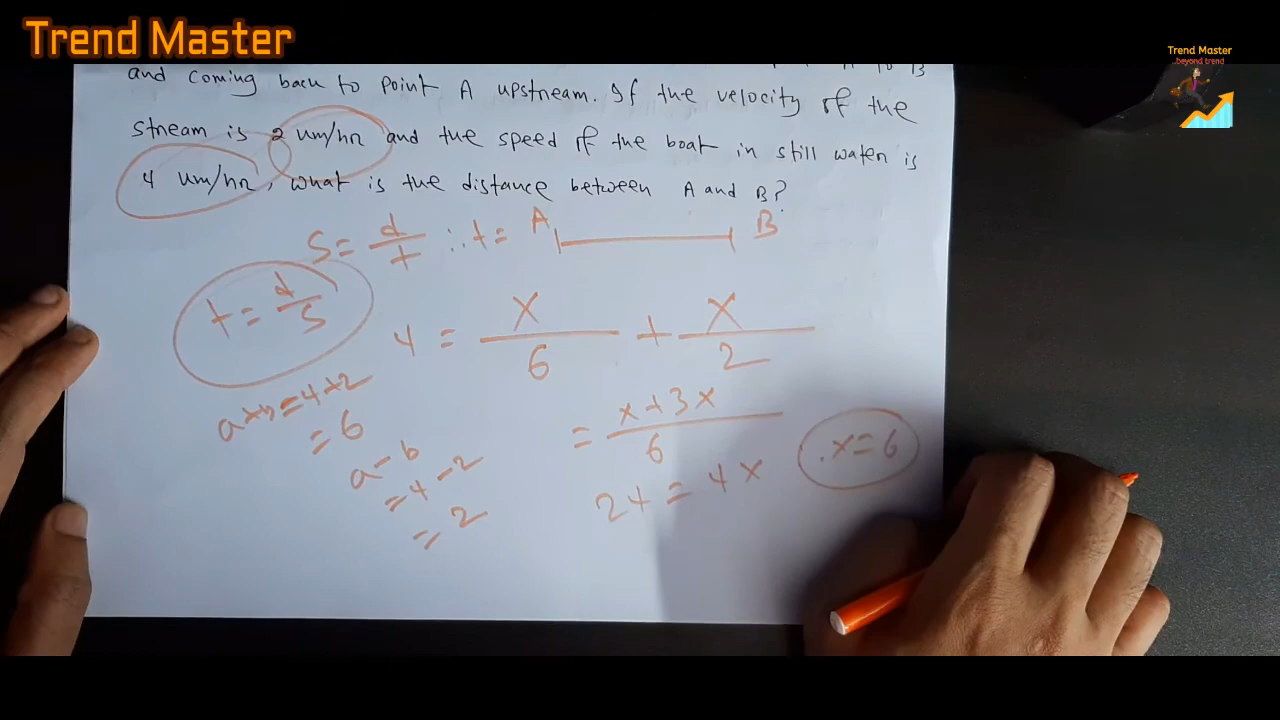 Trend Master
Trend Master
..beyond trend
A to B
and coming back to point A upstream. If the velocity of the
stream is 2 km/hr and the speed of the boat in still water is
4 km/hr, what is the distance between A and B?
S = d/t ∴ t = A B
t = d/s
4 = x/6 + x/2
a+b = 4+2
= 6
= x+3x/6
a-b
= 4-2
= 2
24 = 4x
.x=6